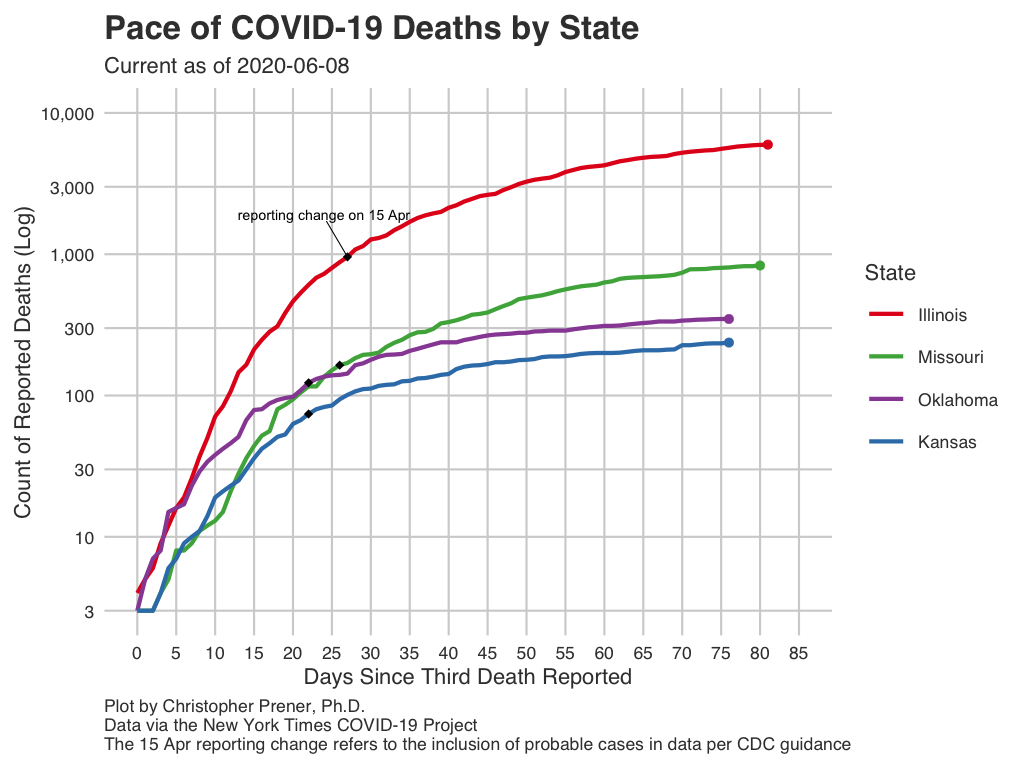 Pace of COVID-19 Deaths by State
Current as of 2020-06-08
Count of Reported Deaths (Log)
10,000
3,000
1,000
300
100
30
10
3
reporting change on 15 Apr
0 5 10 15 20 25 30 35 40 45 50 55 60 65 70 75 80 85
Days Since Third Death Reported
State
Illinois
Missouri
Oklahoma
Kansas
Plot by Christopher Prener, Ph.D.
Data via the New York Times COVID-19 Project
The 15 Apr reporting change refers to the inclusion of probable cases in data per CDC guidance